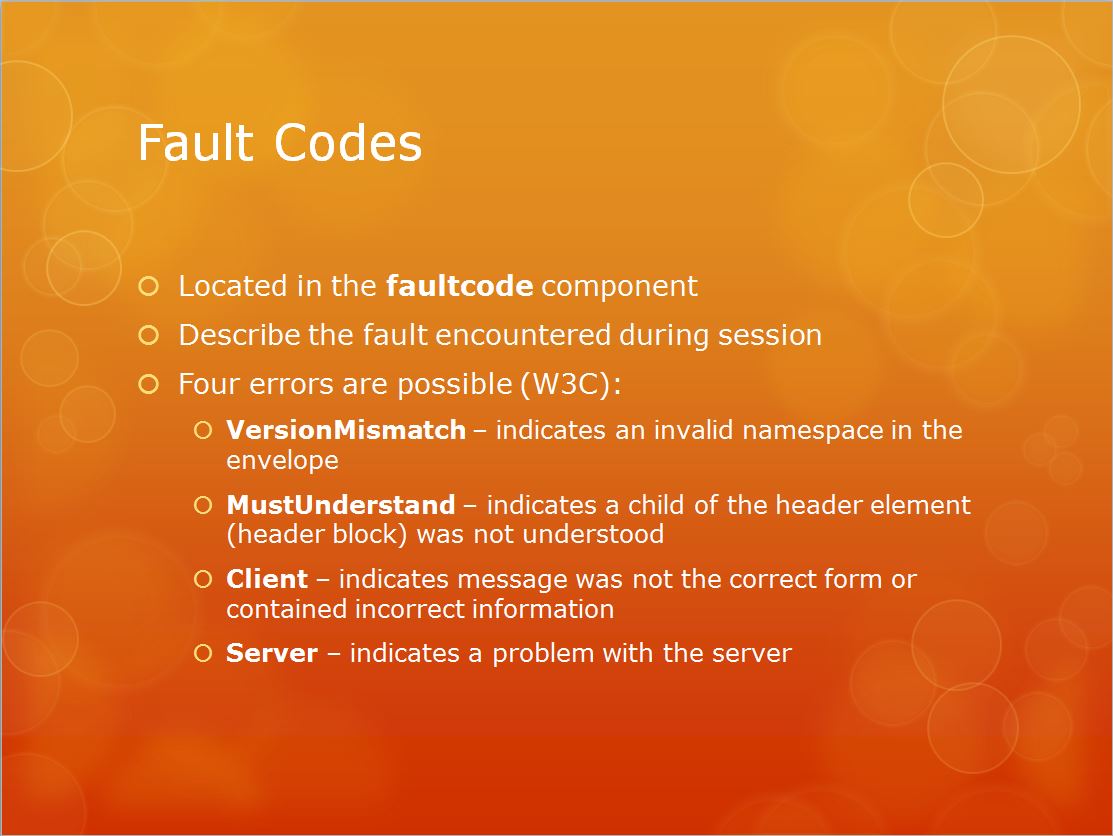 Fault Codes
Located in the faultcode component
Describe the fault encountered during session
Four errors are possible (W3C):
VersionMismatch – indicates an invalid namespace in the
envelope
MustUnderstand – indicates a child of the header element
(header block) was not understood
Client – indicates message was not the correct form or
contained incorrect information
Server – indicates a problem with the server